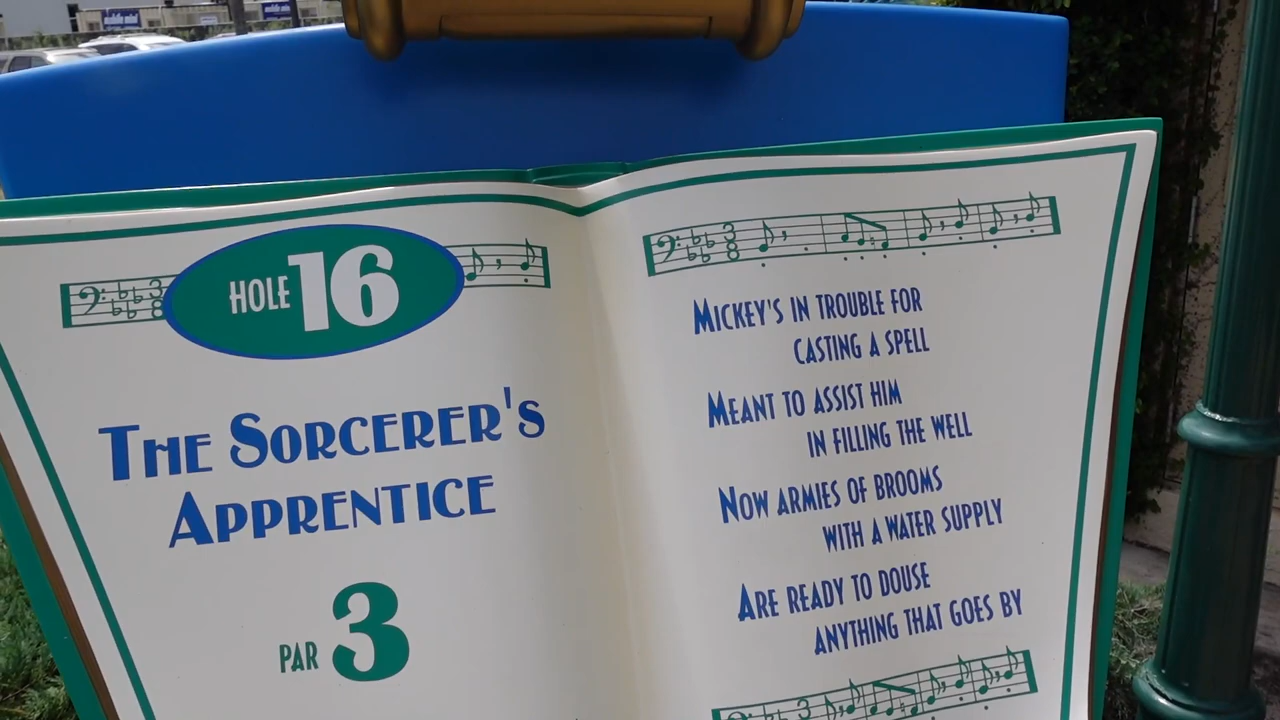 HOLE 16
THE SORCERER'S
APPRENTICE
PAR 3
MICKEY'S IN TROUBLE FOR
CASTING A SPELL
MEANT TO ASSIST HIM
IN FILLING THE WELL
NOW ARMIES OF BROOMS
WITH A WATER SUPPLY
ARE READY TO DOUSE
ANYTHING THAT GOES BY